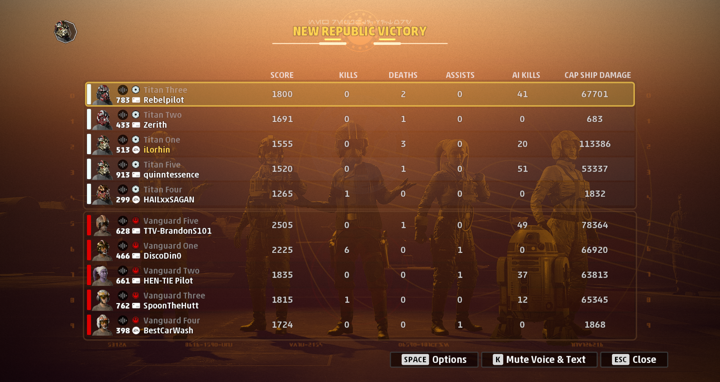 NEW REPUBLIC VICTORY
SCORE KILLS DEATHS ASSISTS AI KILLS CAP SHIP DAMAGE
Titan Three
783 Rebelpilot 1800 0 2 0 41 67701
Titan Two
433 Zerith 1691 0 1 0 0 683
Titan One
513 iLorhin 1555 0 3 0 20 113386
Titan Five
913 quinntessence 1520 0 1 0 51 53337
Titan Four
299 HAILxxSAGAN 1265 1 0 0 0 1832
Vanguard Five
628 TTV-BrandonS101 2505 0 1 0 49 78364
Vanguard One
466 DiscoDin0 2225 6 0 1 0 66920
Vanguard Two
661 HEN-TIE Pilot 1835 0 0 1 37 63813
Vanguard Three
762 SpoonTheHutt 1815 1 0 0 12 65345
Vanguard Four
398 BestCarWash 1724 0 0 1 0 1868
SPACE Options K Mute Voice & Text ESC Close